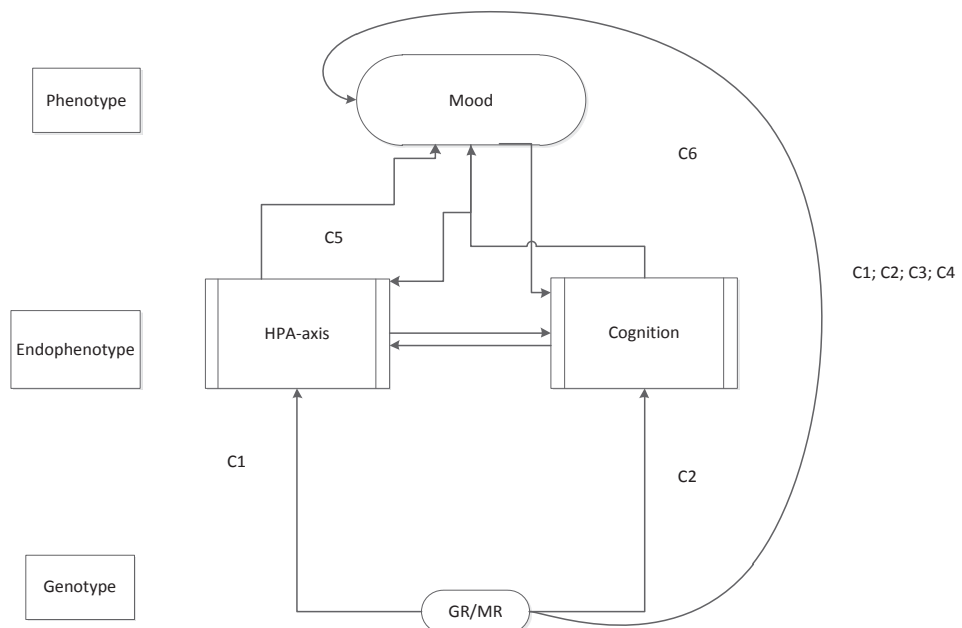 Phenotype
Mood
C6
C5
C1; C2; C3; C4
HPA-axis
Cognition
Endophenotype
C1
C2
Genotype
GR/MR